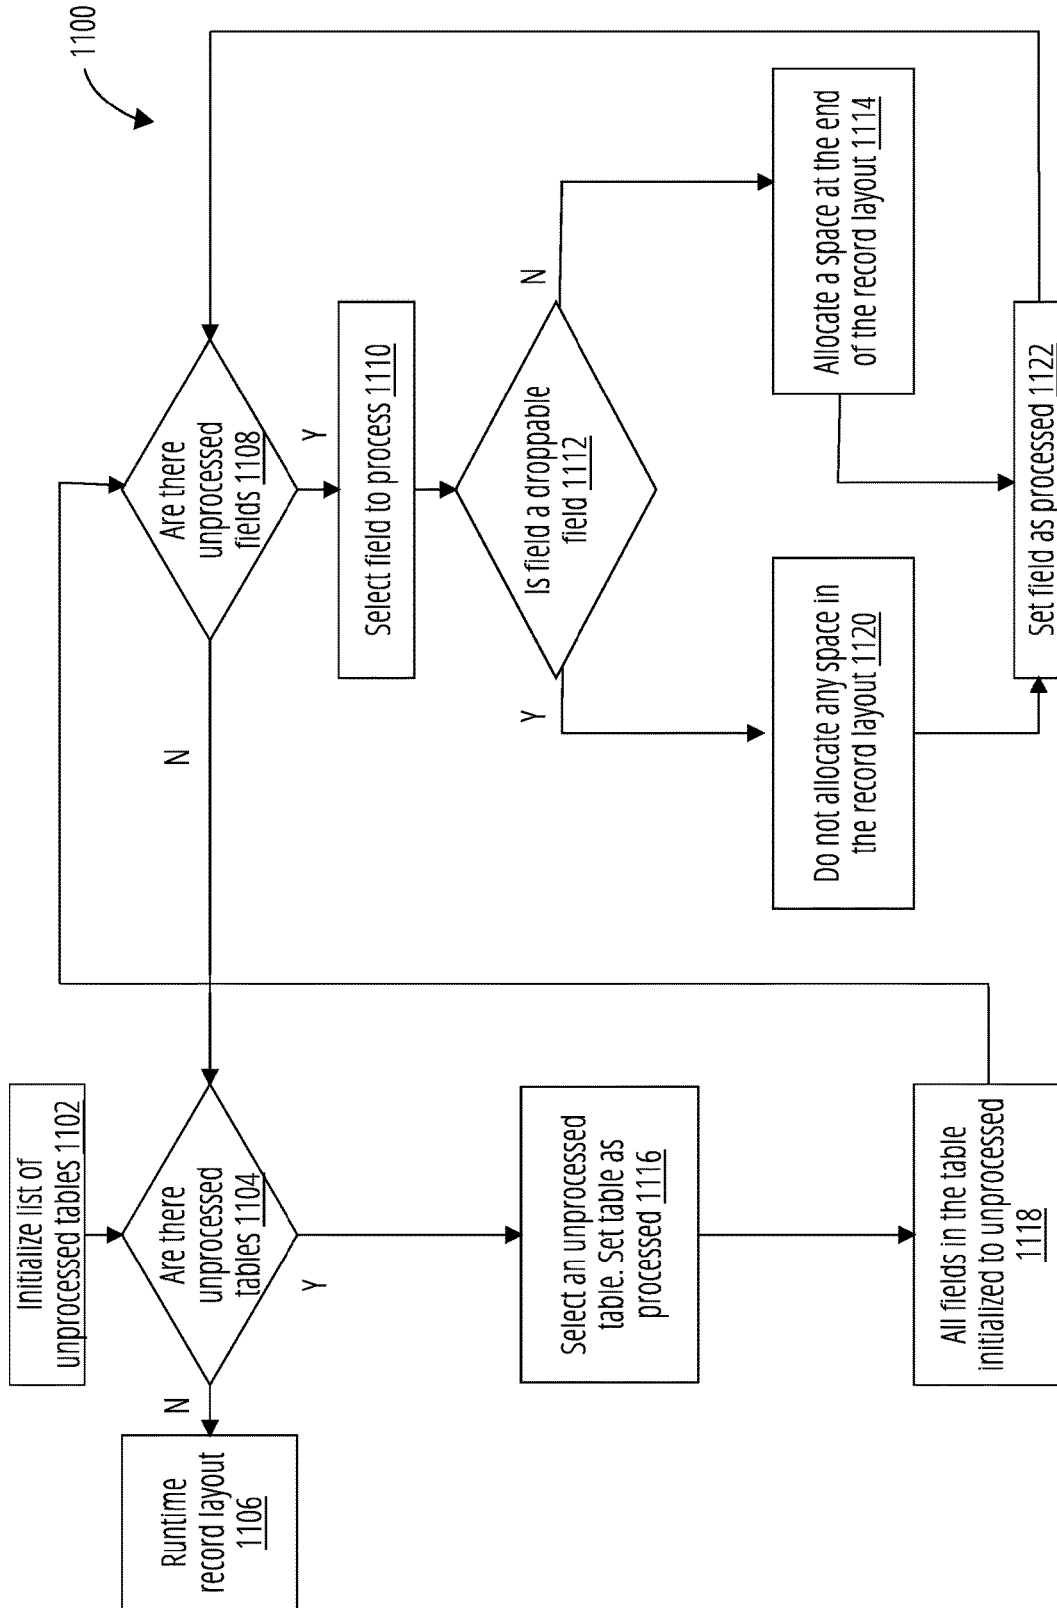 1100
Initialize list of
unprocessed tables 1102
Are there
unprocessed
tables 1104
N
Y
Runtime
record layout
1106
Select an unprocessed
table. Set table as
processed 1116
All fields in the table
initialized to unprocessed
1118
Are there
unprocessed
fields 1108
N
Y
Select field to process 1110
Is field a droppable
field 1112
Y
N
Do not allocate any space in
the record layout 1120
Allocate a space at the end
of the record layout 1114
Set field as processed 1122